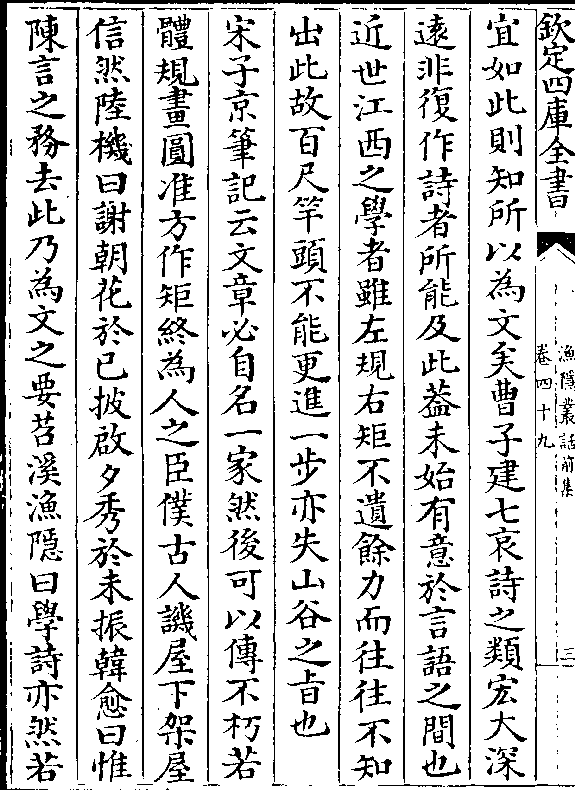 欽定四庫全書
漁隱叢話前集
卷四十九
三
宜如此則知所以為文矣曹子建七哀詩之類宏大深
遠非復作詩者所能及此葢未始有意於言語之間也
近世江西之學者雖左規右矩不遺餘力而往往不知
出此故百尺竿頭不能更進一步亦失山谷之旨也
宋子京筆記云文章必自名一家然後可以傳不朽若
體規畫圓准方作矩終為人之臣僕古人譏屋下架屋
信然陸機曰謝朝花於已披啟夕秀於未振韓愈曰惟
陳言之務去此乃為文之要苕溪漁隱曰學詩亦然若